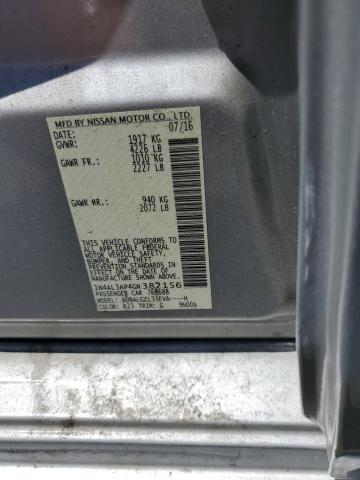 MFD BY NISSAN MOTOR CO., LTD.
DATE: 07/16
GVWR: 1917 KG
4226 LB
GAWR FR.: 1010 KG
2227 LB
GAWR RR.: 940 KG
2072 LB
THIS VEHICLE CONFORMS TO ALL
APPLICABLE FEDERAL
MOTOR VEHICLE SAFETY,
BUMPER, AND THEFT
PREVENTION STANDARDS
IN EFFECT ON THE DATE OF
MANUFACTURE SHOWN ABOVE.
1N4AL3AP4GN382156
PASSENGER CAR
MODEL:
COLOR: K23 TRIM: G